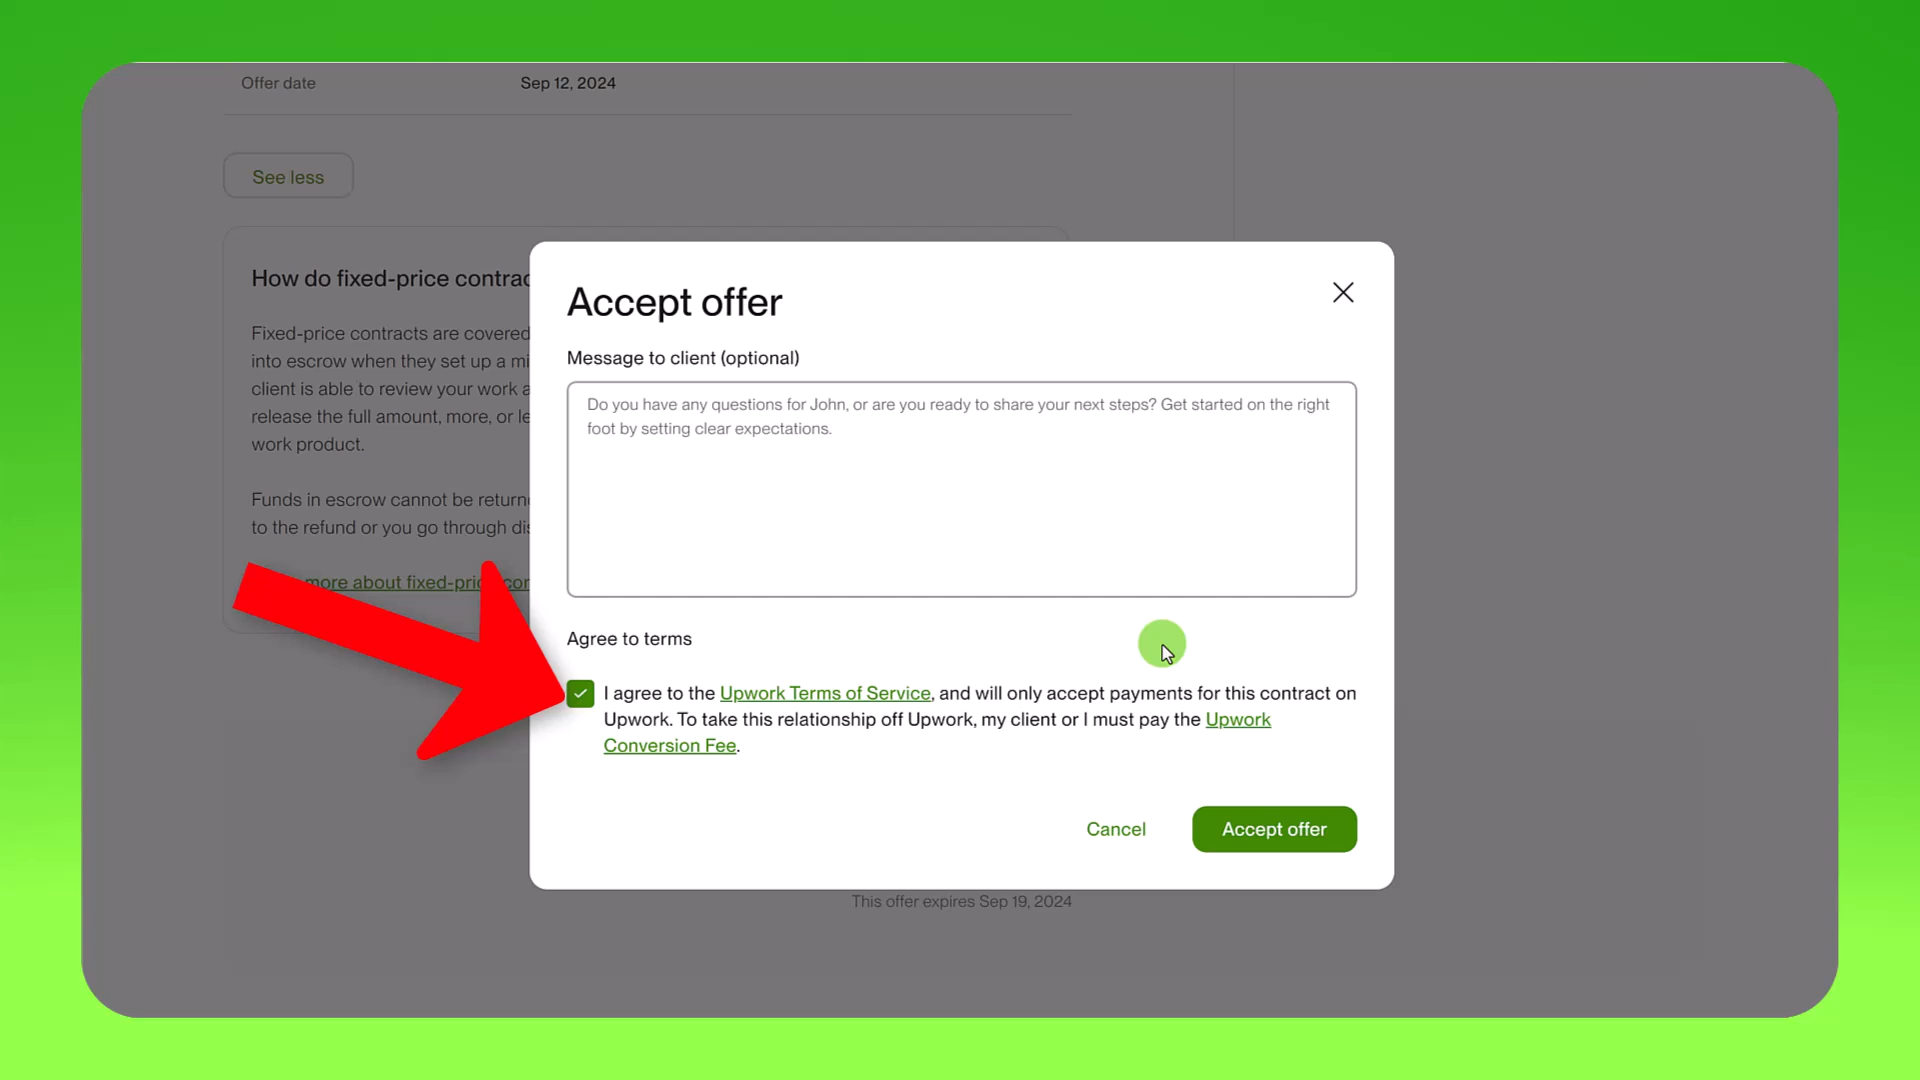 Offer date Sep 12, 2024
See less
How do fixed-price contrac
Fixed-price contracts are covered
into escrow when they set up a mi
client is able to review your work a
release the full amount, more, or le
work product.
Funds in escrow cannot be returne
to the refund or you go through dis
more about fixed-price con
Accept offer
Message to client (optional)
Do you have any questions for John, or are you ready to share your next steps? Get started on the right
foot by setting clear expectations.
Agree to terms
I agree to the Upwork Terms of Service, and will only accept payments for this contract on
Upwork. To take this relationship off Upwork, my client or I must pay the Upwork
Conversion Fee.
Cancel Accept offer
This offer expires Sep 19, 2024